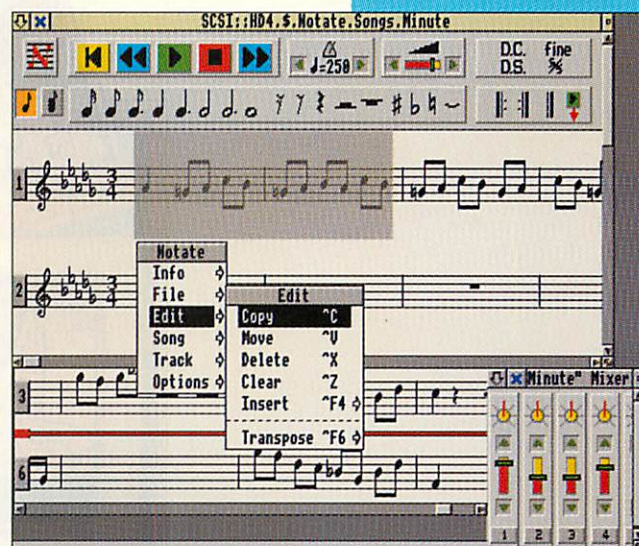 SCSI::HD4.$.Notate.Songs.Minute
♩=258
D.C. fine
D.S.
1
3
4
2
3
4
Notate
Info
File
Edit
Song
Track
Options
Edit
Copy ^C
Move ^V
Delete ^X
Clear ^Z
Insert ^F4
Transpose ^F6
3
6
Minute" Mixer
1 2 3 4